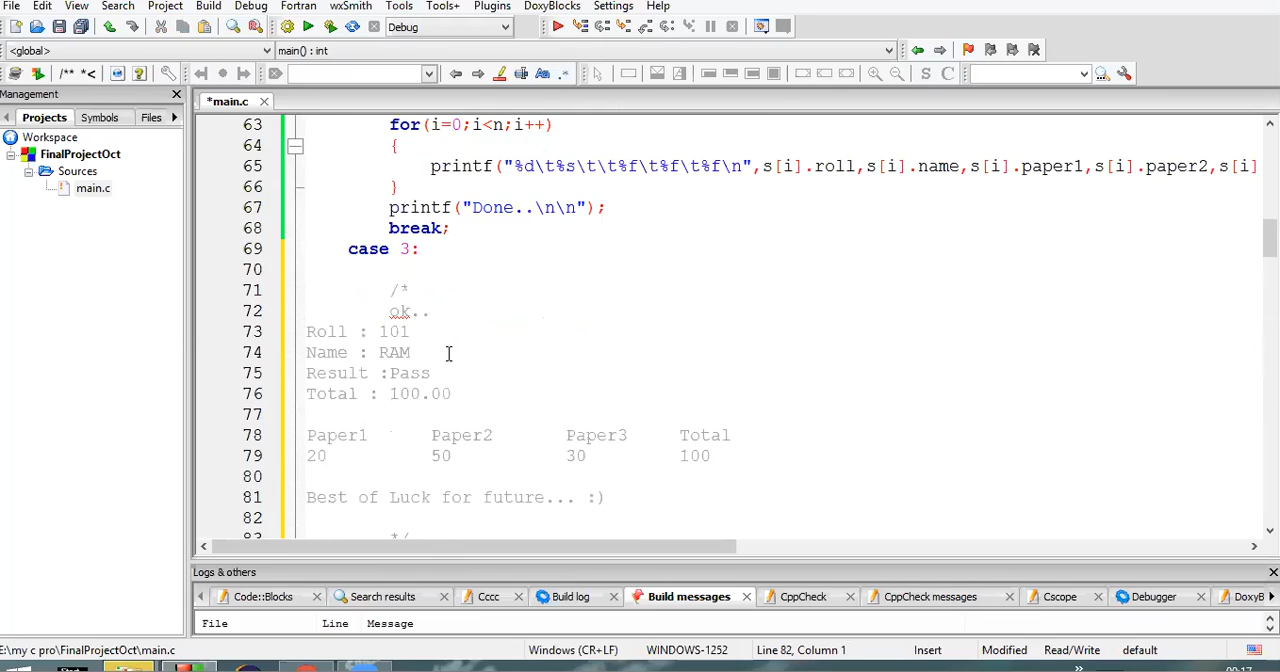 File Edit View Search Project Build Debug Fortran wxSmith Tools Tools+ Plugins DoxyBlocks Settings Help
Debug
<global> main() : int
/** *<
Aa .*
S C
Management
Projects Symbols Files
*main.c
Workspace
FinalProjectOct
Sources
main.c
63 for(i=0;i<n;i++)
64 {
65 printf("%d\t%s\t\t%f\t%f\t%f\n",s[i].roll,s[i].name,s[i].paper1,s[i].paper2,s[i]
66 }
67 printf("Done..\n\n");
68 break;
69 case 3:
70
71 /*
72 ok..
73 Roll : 101
74 Name : RAM
75 Result :Pass
76 Total : 100.00
77
78 Paper1 Paper2 Paper3 Total
79 20 50 30 100
80
81 Best of Luck for future... :)
82
83 */
Logs & others
Code::Blocks Search results Cccc Build log Build messages CppCheck CppCheck messages Cscope Debugger DoxyB
File Line Message
E:\my c pro\FinalProjectOct\main.c Windows (CR+LF) WINDOWS-1252 Line 82, Column 1 Insert Modified Read/Write default
Start 00:17